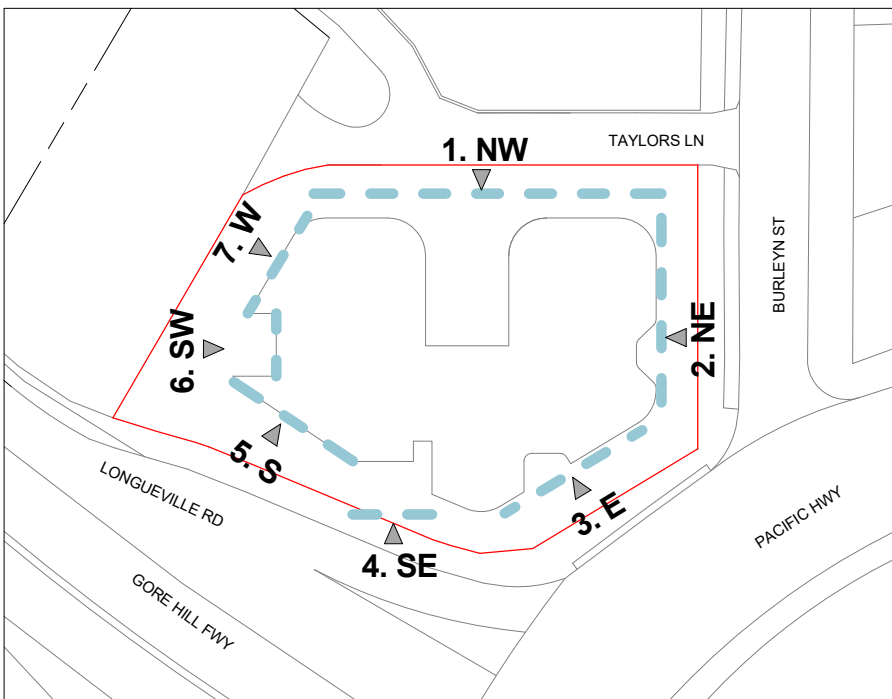 TAYLORS LN
1. NW
BURLEYN ST
7. W
2. NE
6. SW
5. S
3. E
4. SE
LONGUEVILLE RD
PACIFIC HWY
GORE HILL FWY